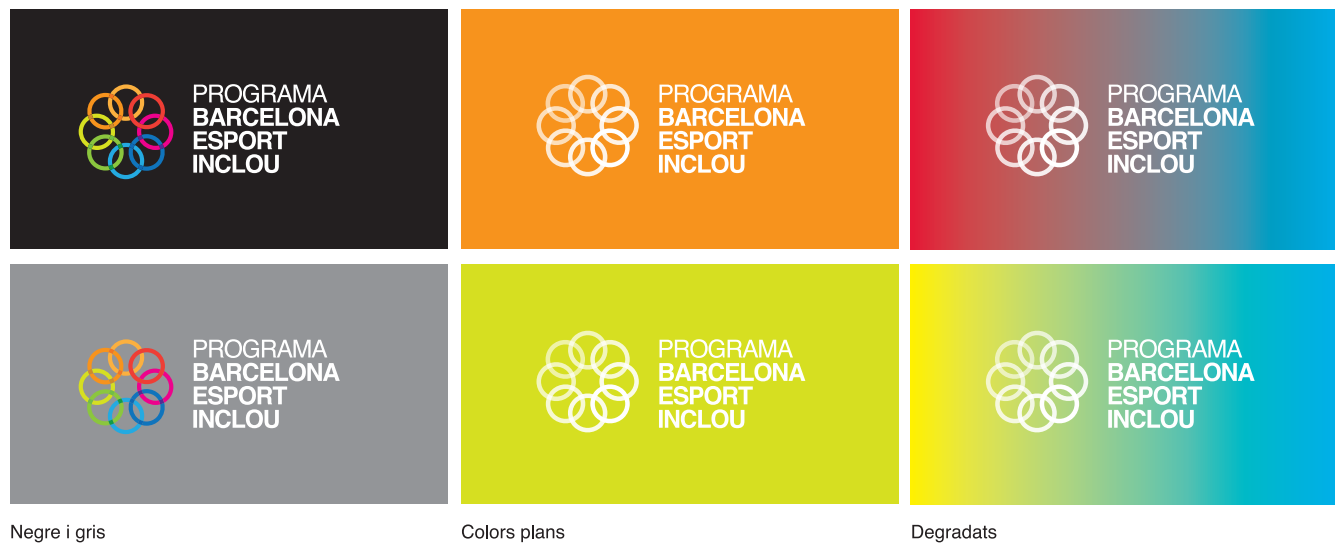 PROGRAMA
BARCELONA
ESPORT
INCLOU
PROGRAMA
BARCELONA
ESPORT
INCLOU
PROGRAMA
BARCELONA
ESPORT
INCLOU
PROGRAMA
BARCELONA
ESPORT
INCLOU
PROGRAMA
BARCELONA
ESPORT
INCLOU
PROGRAMA
BARCELONA
ESPORT
INCLOU
Negre i gris
Colors plans
Degradats